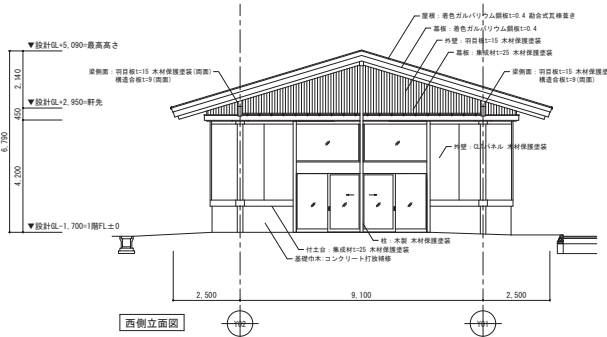 屋根：着色ガルバリウム鋼板t=0.4 嵌合式瓦棒葺き
幕板：着色ガルバリウム鋼板t=0.4
外壁：羽目板t=15 木材保護塗装
幕板：集成材t=25 木材保護塗装
▼設計GL+5,090=最高高さ
梁側面：羽目板t=15 木材保護塗装(両面)
構造合板t=9(両面)
梁側面：羽目板t=15 木材保護塗
構造合板t=9(両面)
2,140
▼設計GL+2,950=軒先
450
6,790
4,200
外壁：CLTパネル 木材保護塗装
▼設計GL-1,700=1階FL±0
柱：木製 木材保護塗装
付土台：集成材t=25 木材保護塗装
基礎巾木：コンクリート打放補修
2,500
9,100
2,500
西側立面図
Y02
Y01